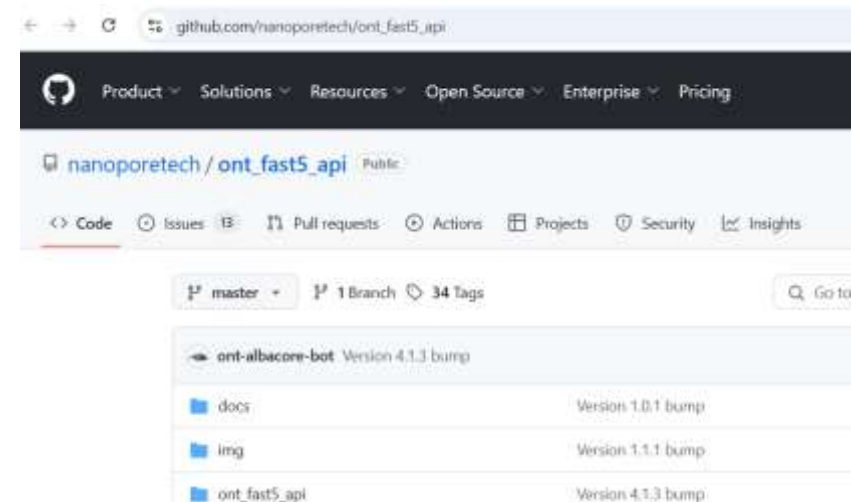 github.com/nanoporetech/ont_fast5_api
Product Solutions Resources Open Source Enterprise Pricing
nanoporetech / ont_fast5_api Public
Code Issues 13 Pull requests Actions Projects Security Insights
master 1 Branch 34 Tags Go to
ont-albacore-bot Version 4.1.3 bump
docs Version 1.0.1 bump
img Version 1.1.1 bump
ont_fast5_api Version 4.1.3 bump